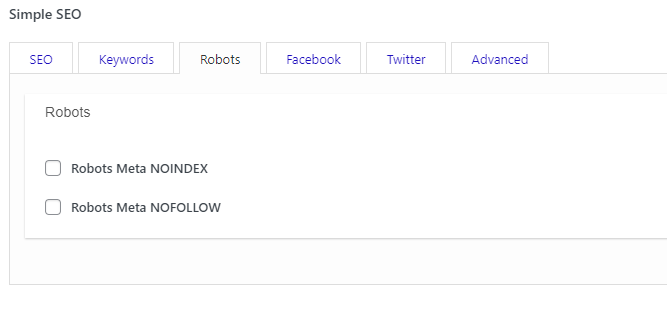 Simple SEO
SEO Keywords Robots Facebook Twitter Advanced
Robots
Robots Meta NOINDEX
Robots Meta NOFOLLOW